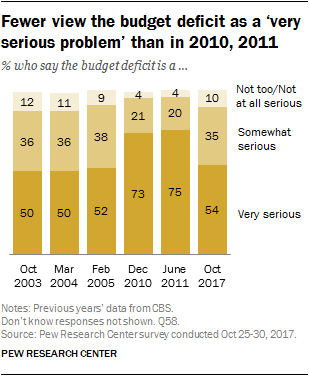 Fewer view the budget deficit as a ‘very
serious problem’ than in 2010, 2011
% who say the budget deficit is a ...
12 11 9 4 4 10 Not too/Not
at all serious
36 36 38 21 20 35 Somewhat
serious
50 50 52 73 75 54 Very serious
Oct Mar Feb Dec June Oct
2003 2004 2005 2010 2011 2017
Notes: Previous years' data from CBS.
Don't know responses not shown. Q58.
Source: Pew Research Center survey conducted Oct 25-30, 2017.
PEW RESEARCH CENTER